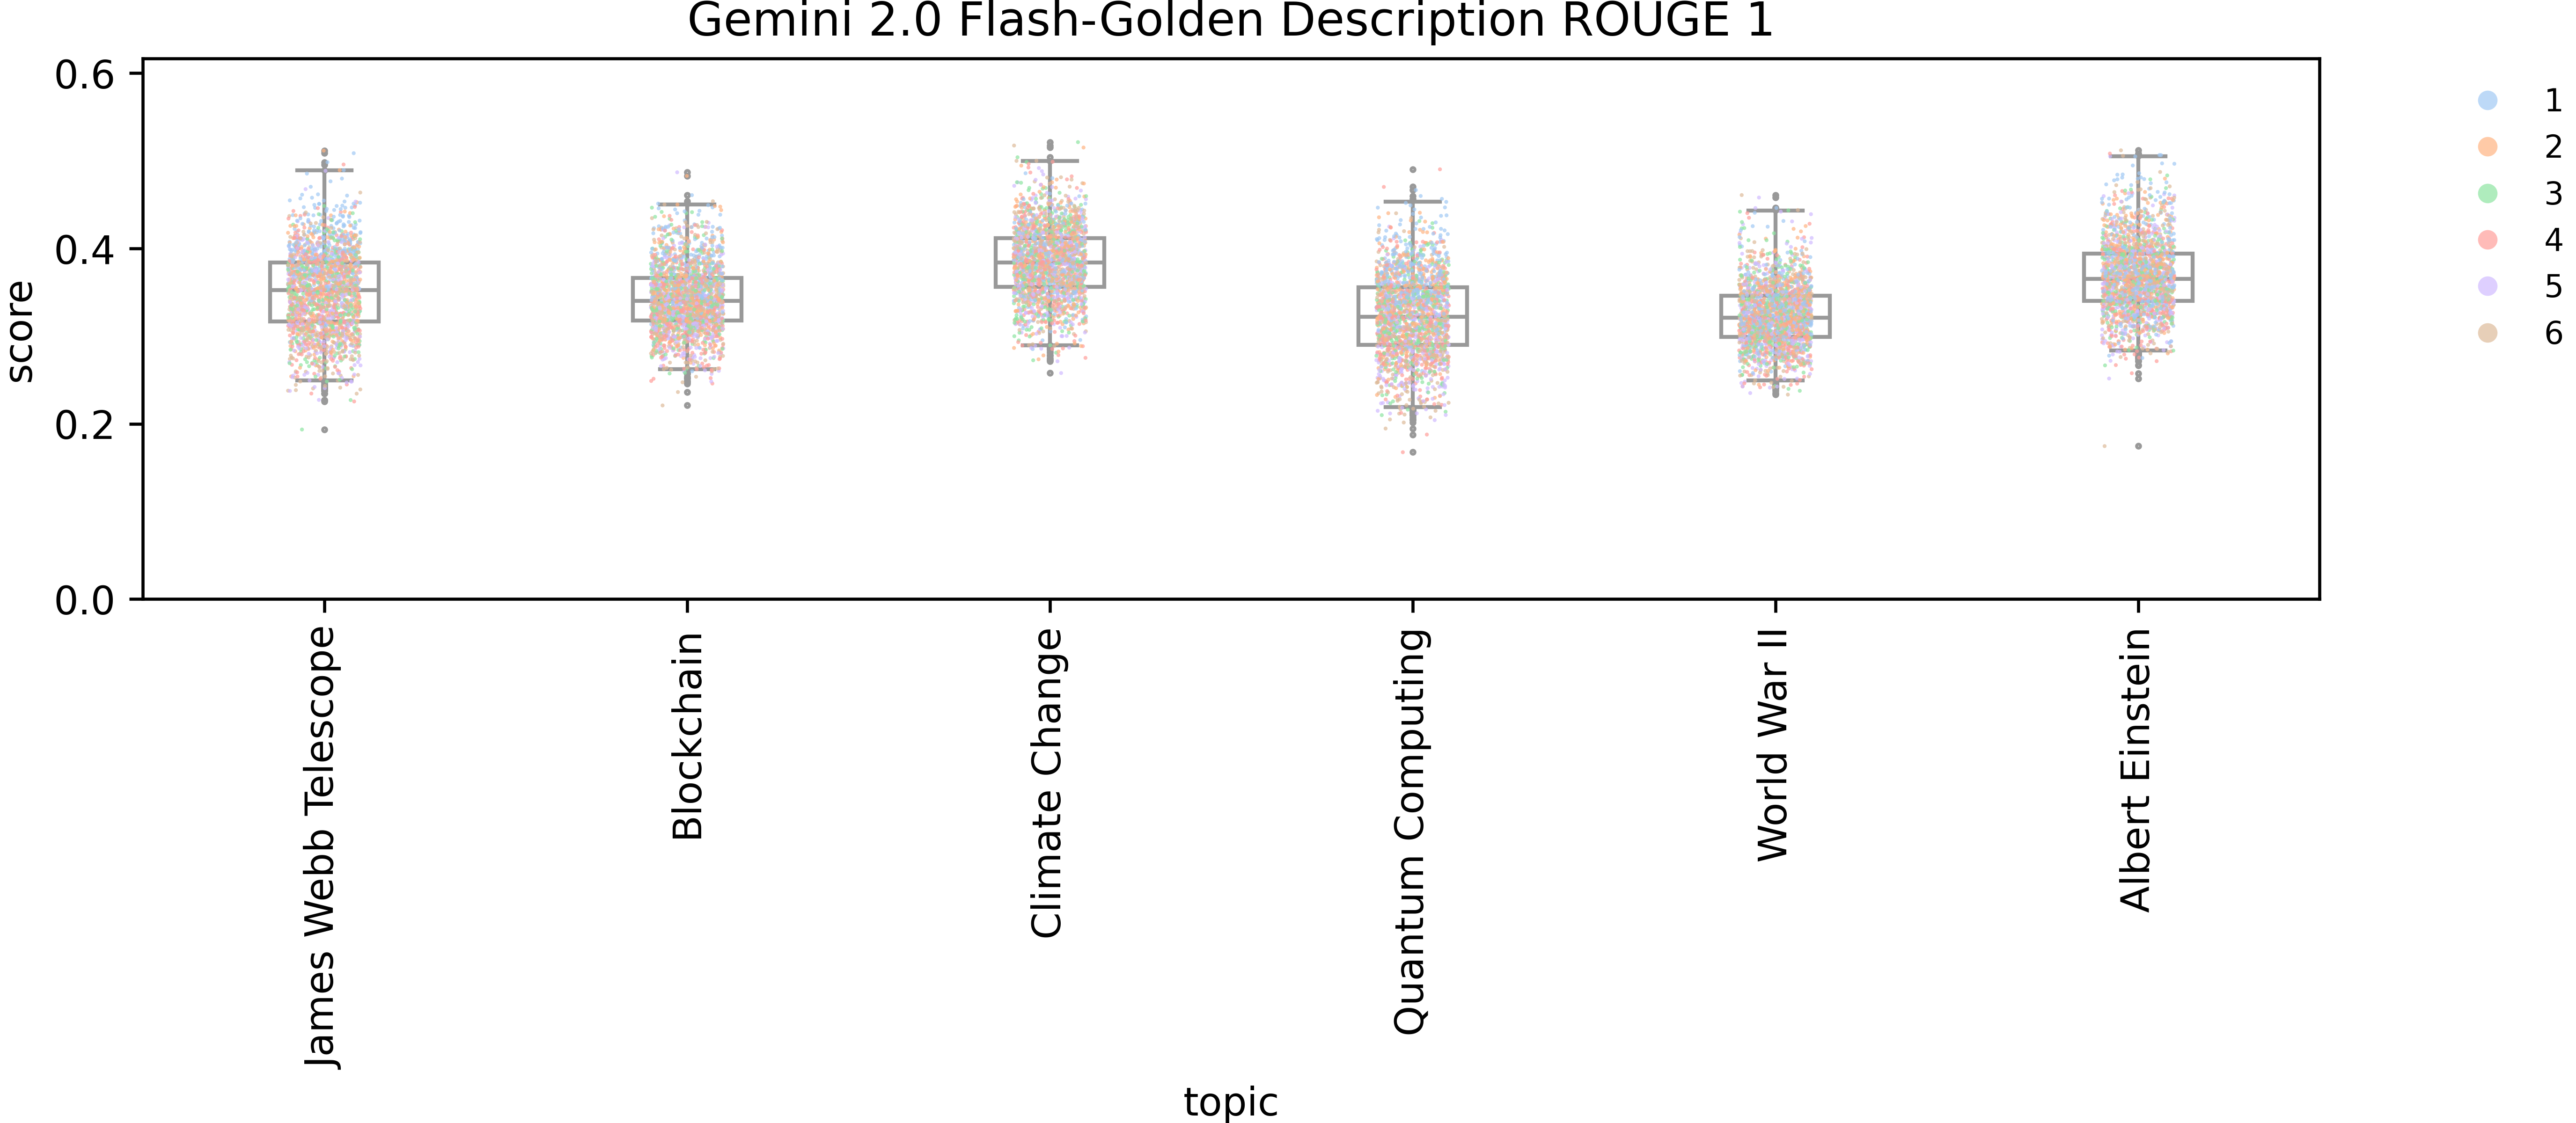 Gemini 2.0 Flash-Golden Description ROUGE 1
score
0.6
0.4
0.2
0.0
1
2
3
4
5
6
James Webb Telescope
Blockchain
Climate Change
Quantum Computing
World War II
Albert Einstein
topic